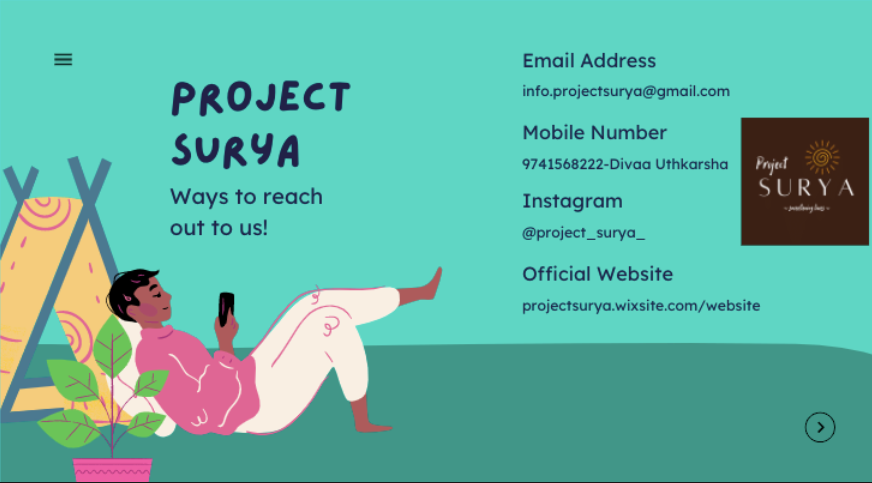 PROJECT
SURYA
Ways to reach
out to us!
Email Address
info.projectsurya@gmail.com
Mobile Number
9741568222-Divaa Uthkarsha
Instagram
@project_surya_
Official Website
projectsurya.wixsite.com/website
Project
SURYA